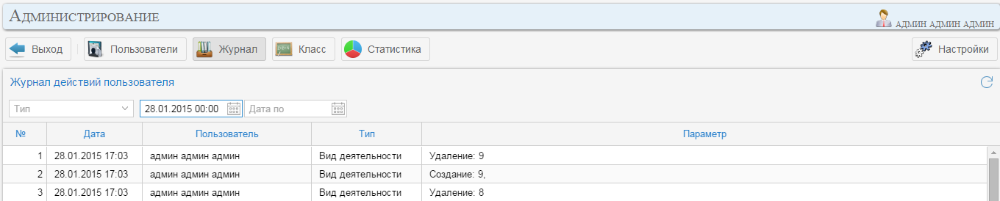 Администрирование
админ админ админ
Выход Пользователи Журнал Класс Статистика Настройки
Журнал действий пользователя
Тип 28.01.2015 00:00 Дата по
№ Дата Пользователь Тип Параметр
1 28.01.2015 17:03 админ админ админ Вид деятельности Удаление: 9
2 28.01.2015 17:03 админ админ админ Вид деятельности Создание: 9,
3 28.01.2015 17:03 админ админ админ Вид деятельности Удаление: 8